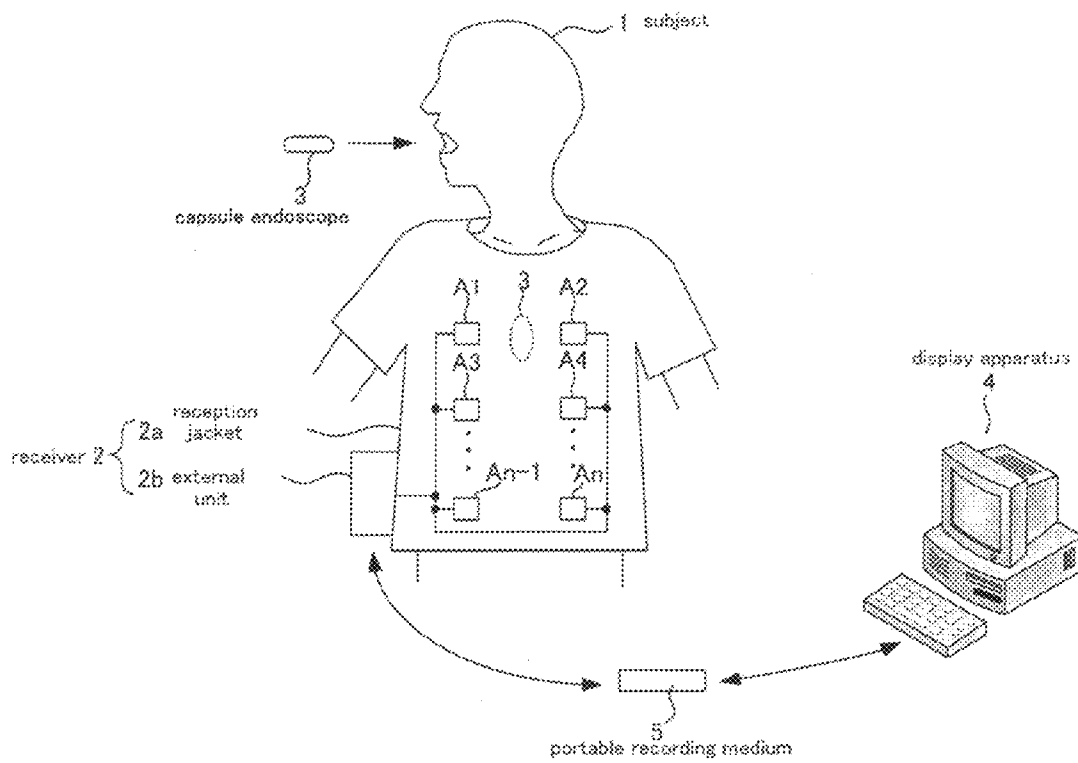 1 subject
3
capsule endoscope
A1 3 A2
A3 A4
display apparatus
4
receiver 2
2a reception
jacket
2b external
unit
An-1 An
5
portable recording medium